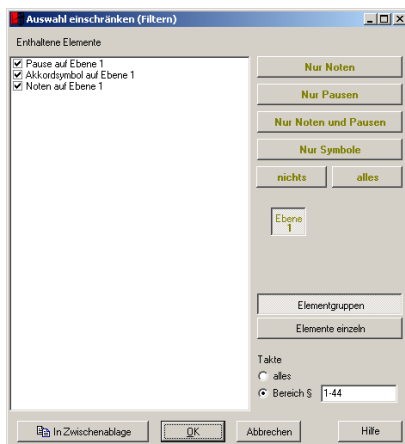 Auswahl einschränken (Filtern)
Enthaltene Elemente
Pause auf Ebene 1
Akkordsymbol auf Ebene 1
Noten auf Ebene 1
Nur Noten
Nur Pausen
Nur Noten und Pausen
Nur Symbole
nichts alles
Ebene
1
Elementgruppen
Elemente einzeln
Takte
alles
Bereich § 1-44
In Zwischenablage OK Abbrechen Hilfe